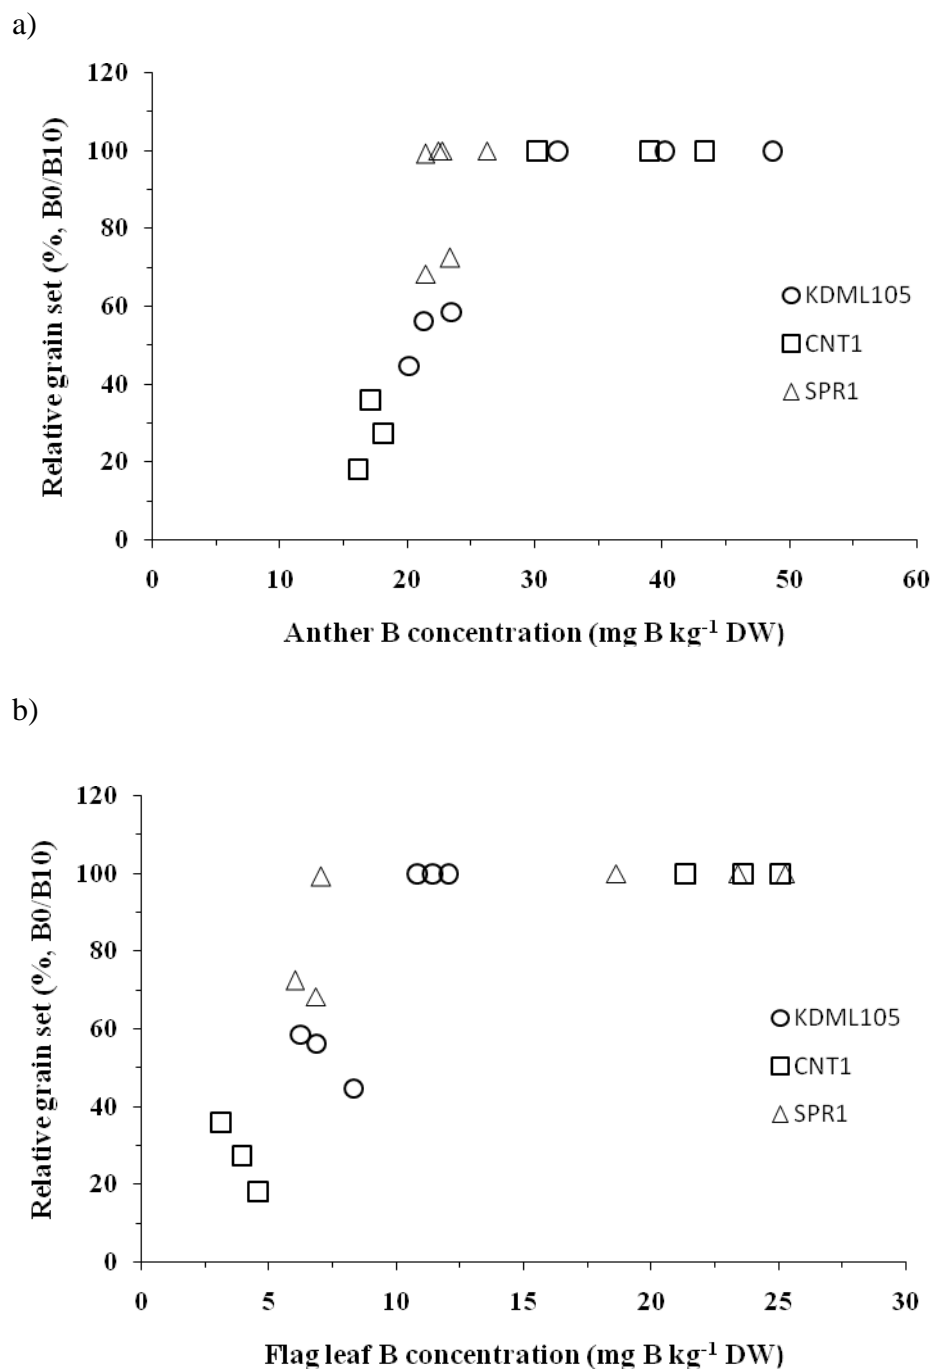 a)
120
100
80
60
40
20
0
Relative grain set (%, B0/B10)
KDML105
CNT1
SPR1
0 10 20 30 40 50 60
Anther B concentration (mg B kg⁻¹ DW)
b)
120
100
80
60
40
20
0
Relative grain set (%, B0/B10)
KDML105
CNT1
SPR1
0 5 10 15 20 25 30
Flag leaf B concentration (mg B kg⁻¹ DW)